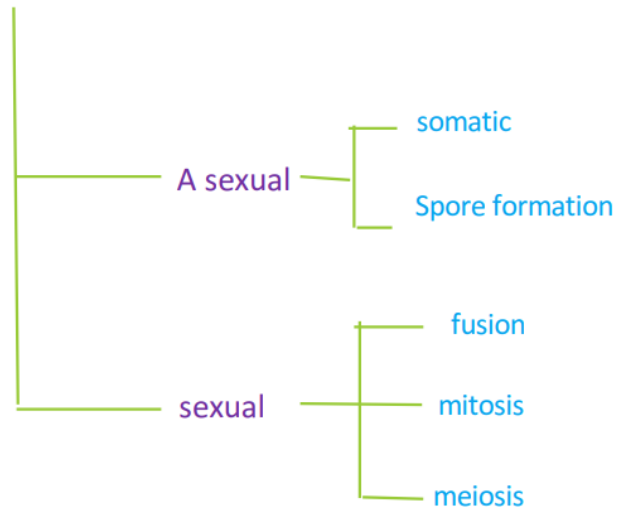 somatic
A sexual
Spore formation
fusion
sexual
mitosis
meiosis